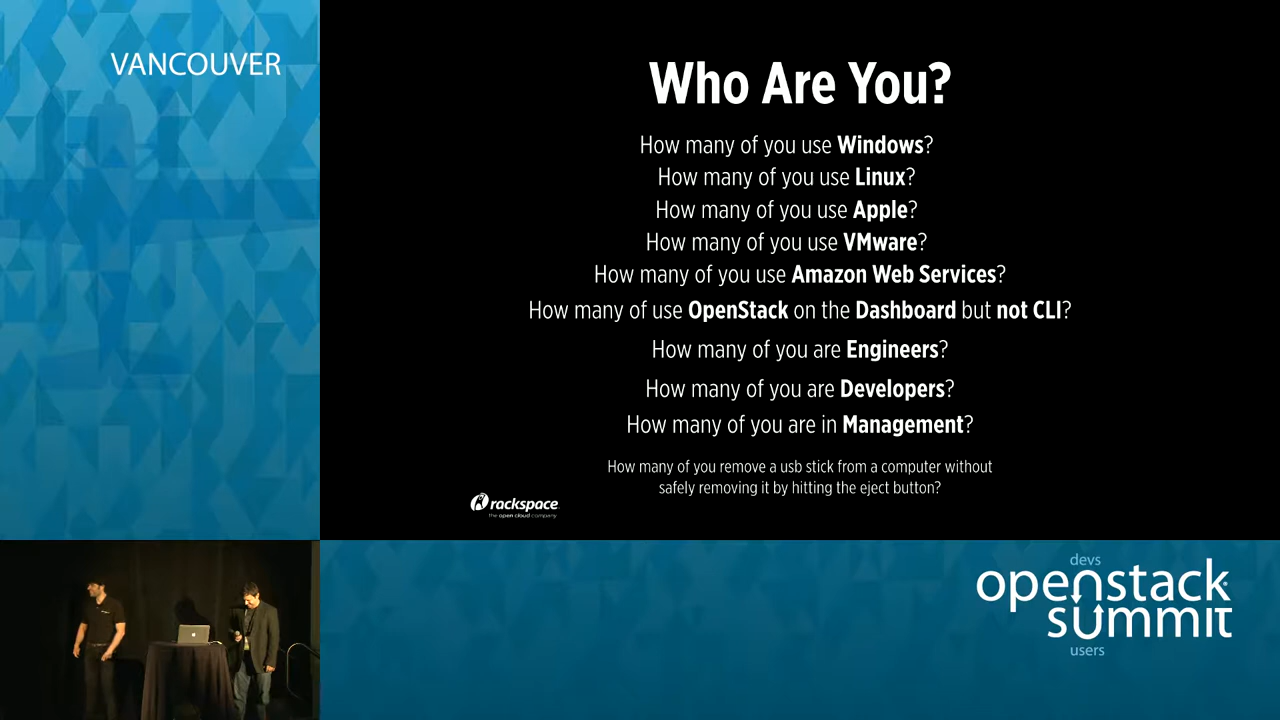 VANCOUVER
Who Are You?
How many of you use Windows?
How many of you use Linux?
How many of you use Apple?
How many of you use VMware?
How many of you use Amazon Web Services?
How many of use OpenStack on the Dashboard but not CLI?
How many of you are Engineers?
How many of you are Developers?
How many of you are in Management?
How many of you remove a usb stick from a computer without
safely removing it by hitting the eject button?
rackspace
the open cloud company
devs
openstack
summit
users